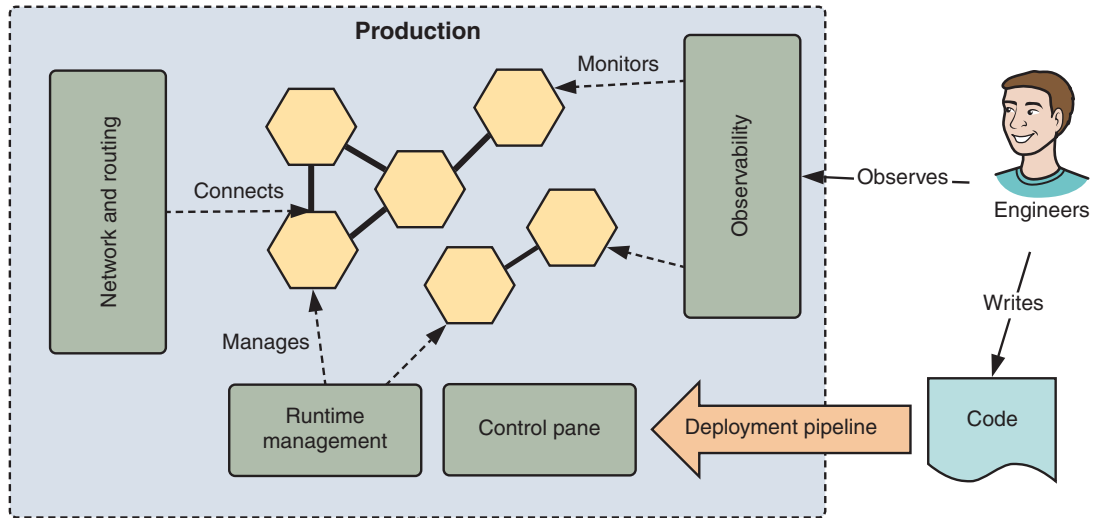 Production
Network and routing
Connects
Monitors
Observability
Observes
Engineers
Writes
Manages
Runtime
management
Control pane
Deployment pipeline
Code